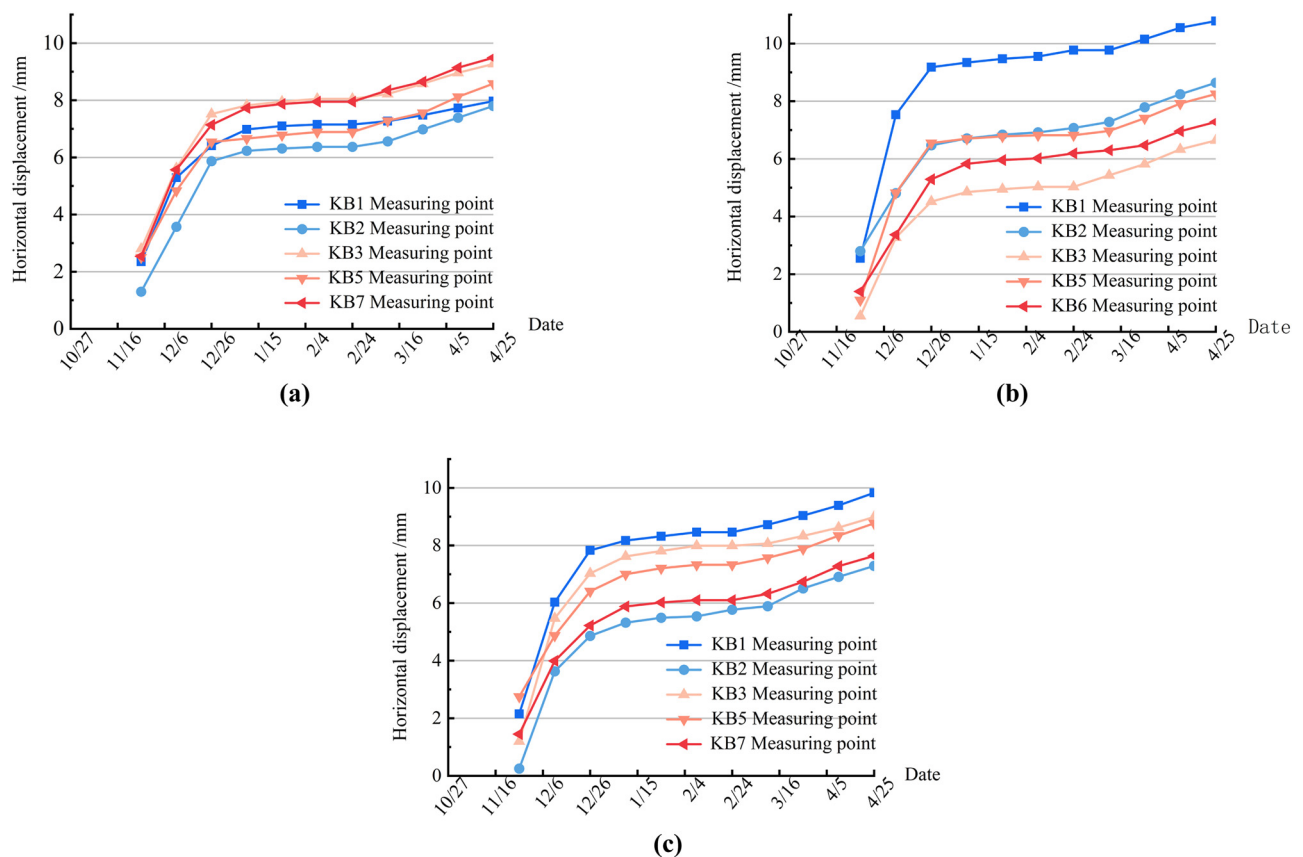 Horizontal displacement /mm
10
8
6
4
2
0
KB1 Measuring point
KB2 Measuring point
KB3 Measuring point
KB5 Measuring point
KB7 Measuring point
10/27 11/16 12/6 12/26 1/15 2/4 2/24 3/16 4/5 4/25
Date
(a)
Horizontal displacement /mm
10
8
6
4
2
0
KB1 Measuring point
KB2 Measuring point
KB3 Measuring point
KB5 Measuring point
KB6 Measuring point
10/27 11/16 12/6 12/26 1/15 2/4 2/24 3/16 4/5 4/25
Date
(b)
Horizontal displacement /mm
10
8
6
4
2
0
KB1 Measuring point
KB2 Measuring point
KB3 Measuring point
KB5 Measuring point
KB7 Measuring point
10/27 11/16 12/6 12/26 1/15 2/4 2/24 3/16 4/5 4/25
Date
(c)